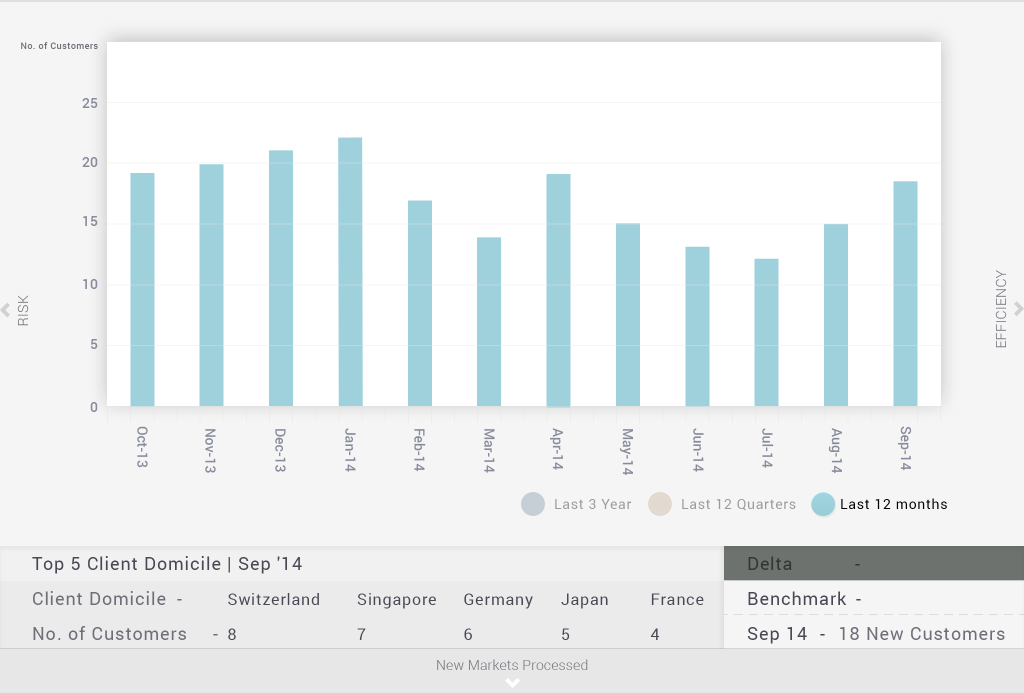 No. of Customers
25
20
15
10
5
0
RISK
EFFICIENCY
Oct-13 Nov-13 Dec-13 Jan-14 Feb-14 Mar-14 Apr-14 May-14 Jun-14 Jul-14 Aug-14 Sep-14
Last 3 Year Last 12 Quarters Last 12 months
Top 5 Client Domicile | Sep '14
Client Domicile - Switzerland Singapore Germany Japan France
No. of Customers - 8 7 6 5 4
Delta -
Benchmark -
Sep 14 - 18 New Customers
New Markets Processed